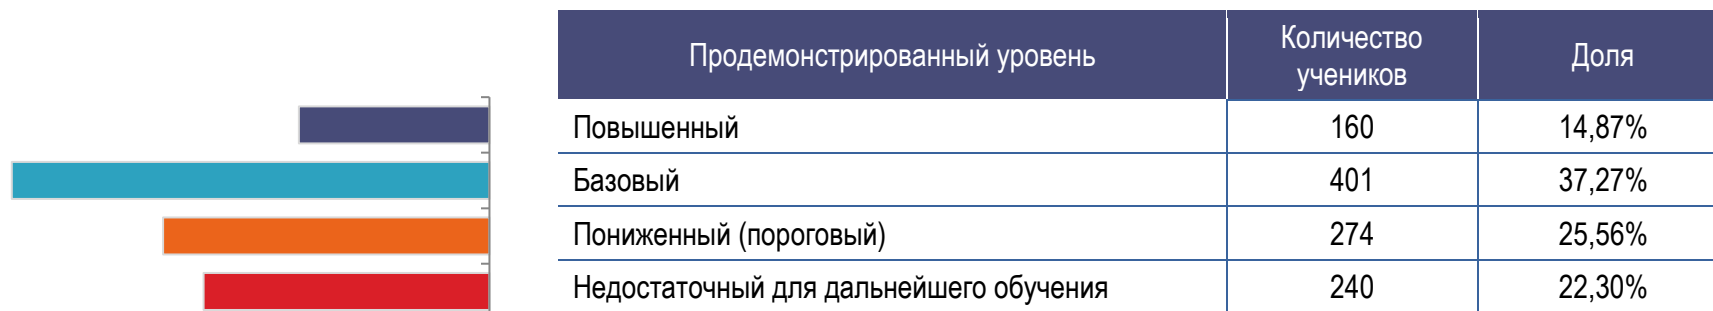 Продемонстрированный уровень Количество учеников Доля
Повышенный 160 14,87%
Базовый 401 37,27%
Пониженный (пороговый) 274 25,56%
Недостаточный для дальнейшего обучения 240 22,30%